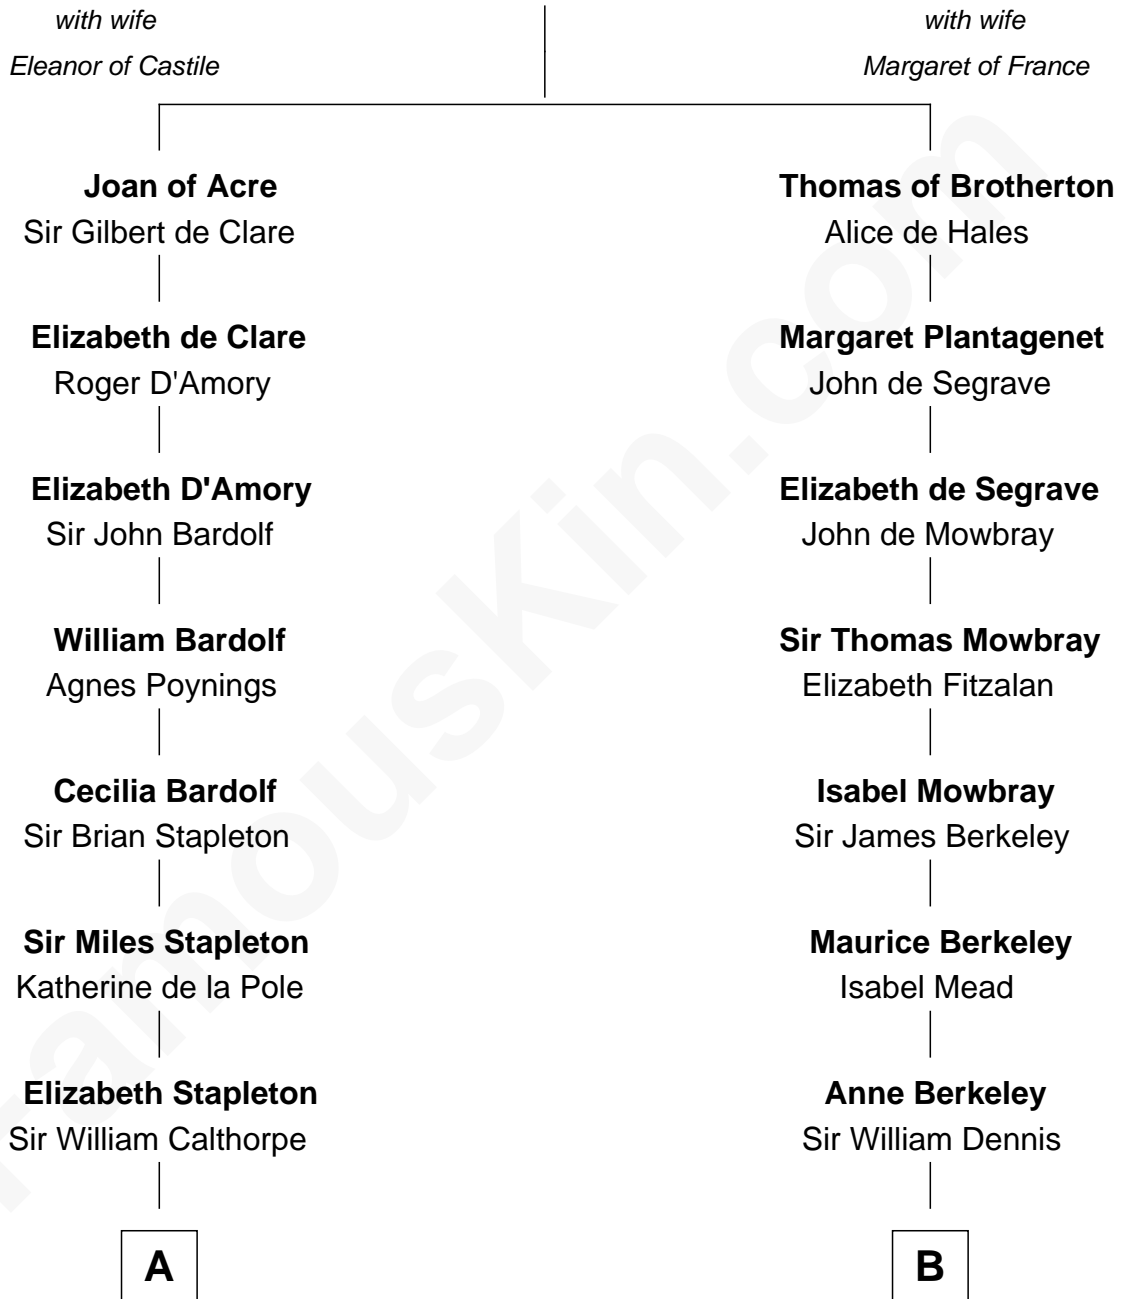 with wife
Eleanor of Castile
with wife
Margaret of France
Joan of Acre
Sir Gilbert de Clare
Thomas of Brotherton
Alice de Hales
Elizabeth de Clare
Roger D'Amory
Margaret Plantagenet
John de Segrave
Elizabeth D'Amory
Sir John Bardolf
Elizabeth de Segrave
John de Mowbray
William Bardolf
Agnes Poynings
Sir Thomas Mowbray
Elizabeth Fitzalan
Cecilia Bardolf
Sir Brian Stapleton
Isabel Mowbray
Sir James Berkeley
Sir Miles Stapleton
Katherine de la Pole
Maurice Berkeley
Isabel Mead
Elizabeth Stapleton
Sir William Calthorpe
Anne Berkeley
Sir William Dennis
A
B
FamousKin.com